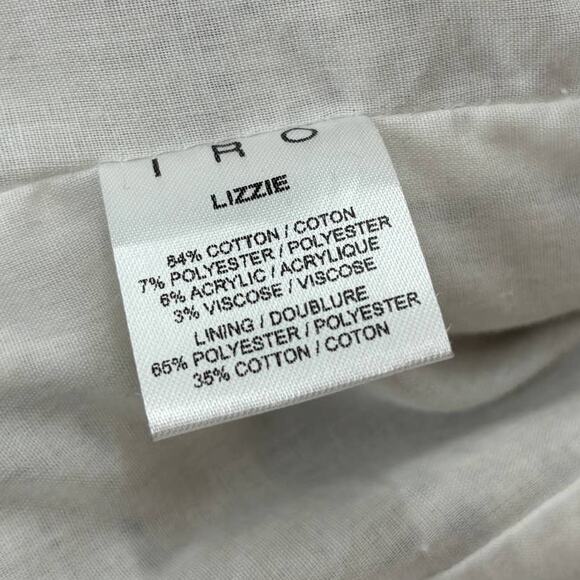 IRO
LIZZIE
84% COTTON / COTON
7% POLYESTER / POLYESTER
6% ACRYLIC / ACRYLIQUE
3% VISCOSE / VISCOSE
LINING / DOUBLURE
65% POLYESTER / POLYESTER
35% COTTON / COTON